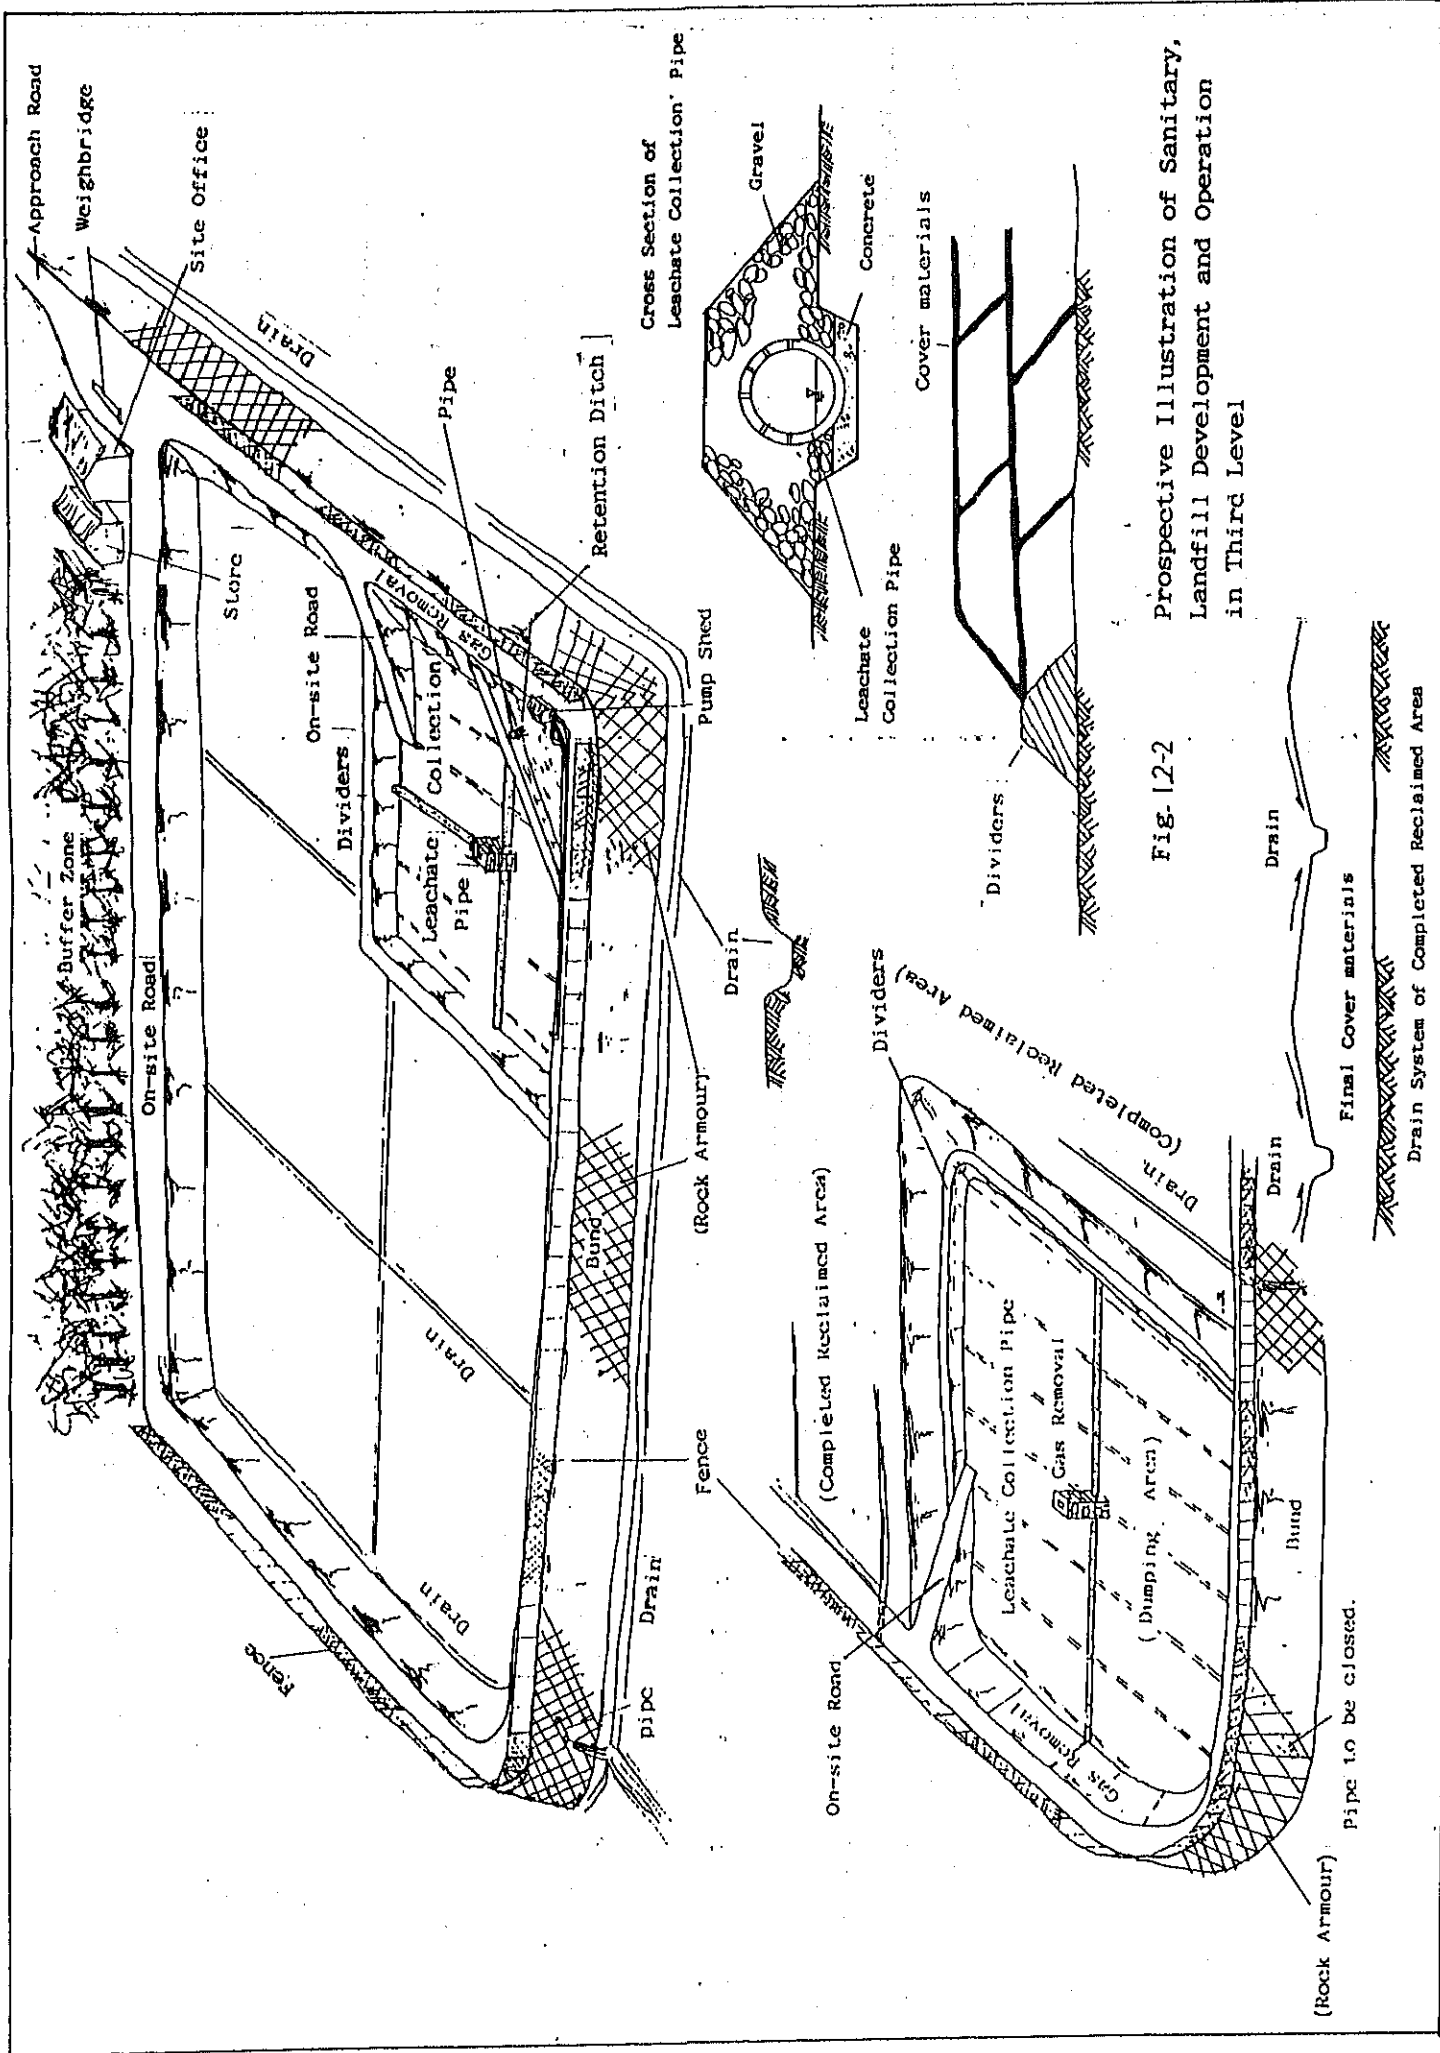 Approach Road
Weighbridge
Site Office
Buffer Zone
On-site Road
Store
Drain
On-site Road
Dividers
Gas Removal
Leachate Collection
Pipe
Pipe
Retention Ditch
Pump Shed
Drain
Drain
Fence
Drain
pipe
Fence
Bund
(Rock Armour)
Drain
Cross Section of
Leachate Collection Pipe
Gravel
Concrete
Leachate
Collection Pipe
Cover materials
Dividers
Fig. 12-2
Prospective Illustration of Sanitary,
Landfill Development and Operation
in Third Level
(Completed Reclaimed Area)
Dividers
(Completed Reclaimed Area)
Drain
On-site Road
Leachate Collection Pipe
Gas Removal
(Dumping Area)
Gas Removal
Bund
(Rock Armour)
Pipe to be closed.
Drain
Drain
Final Cover materials
Drain System of Completed Reclaimed Area